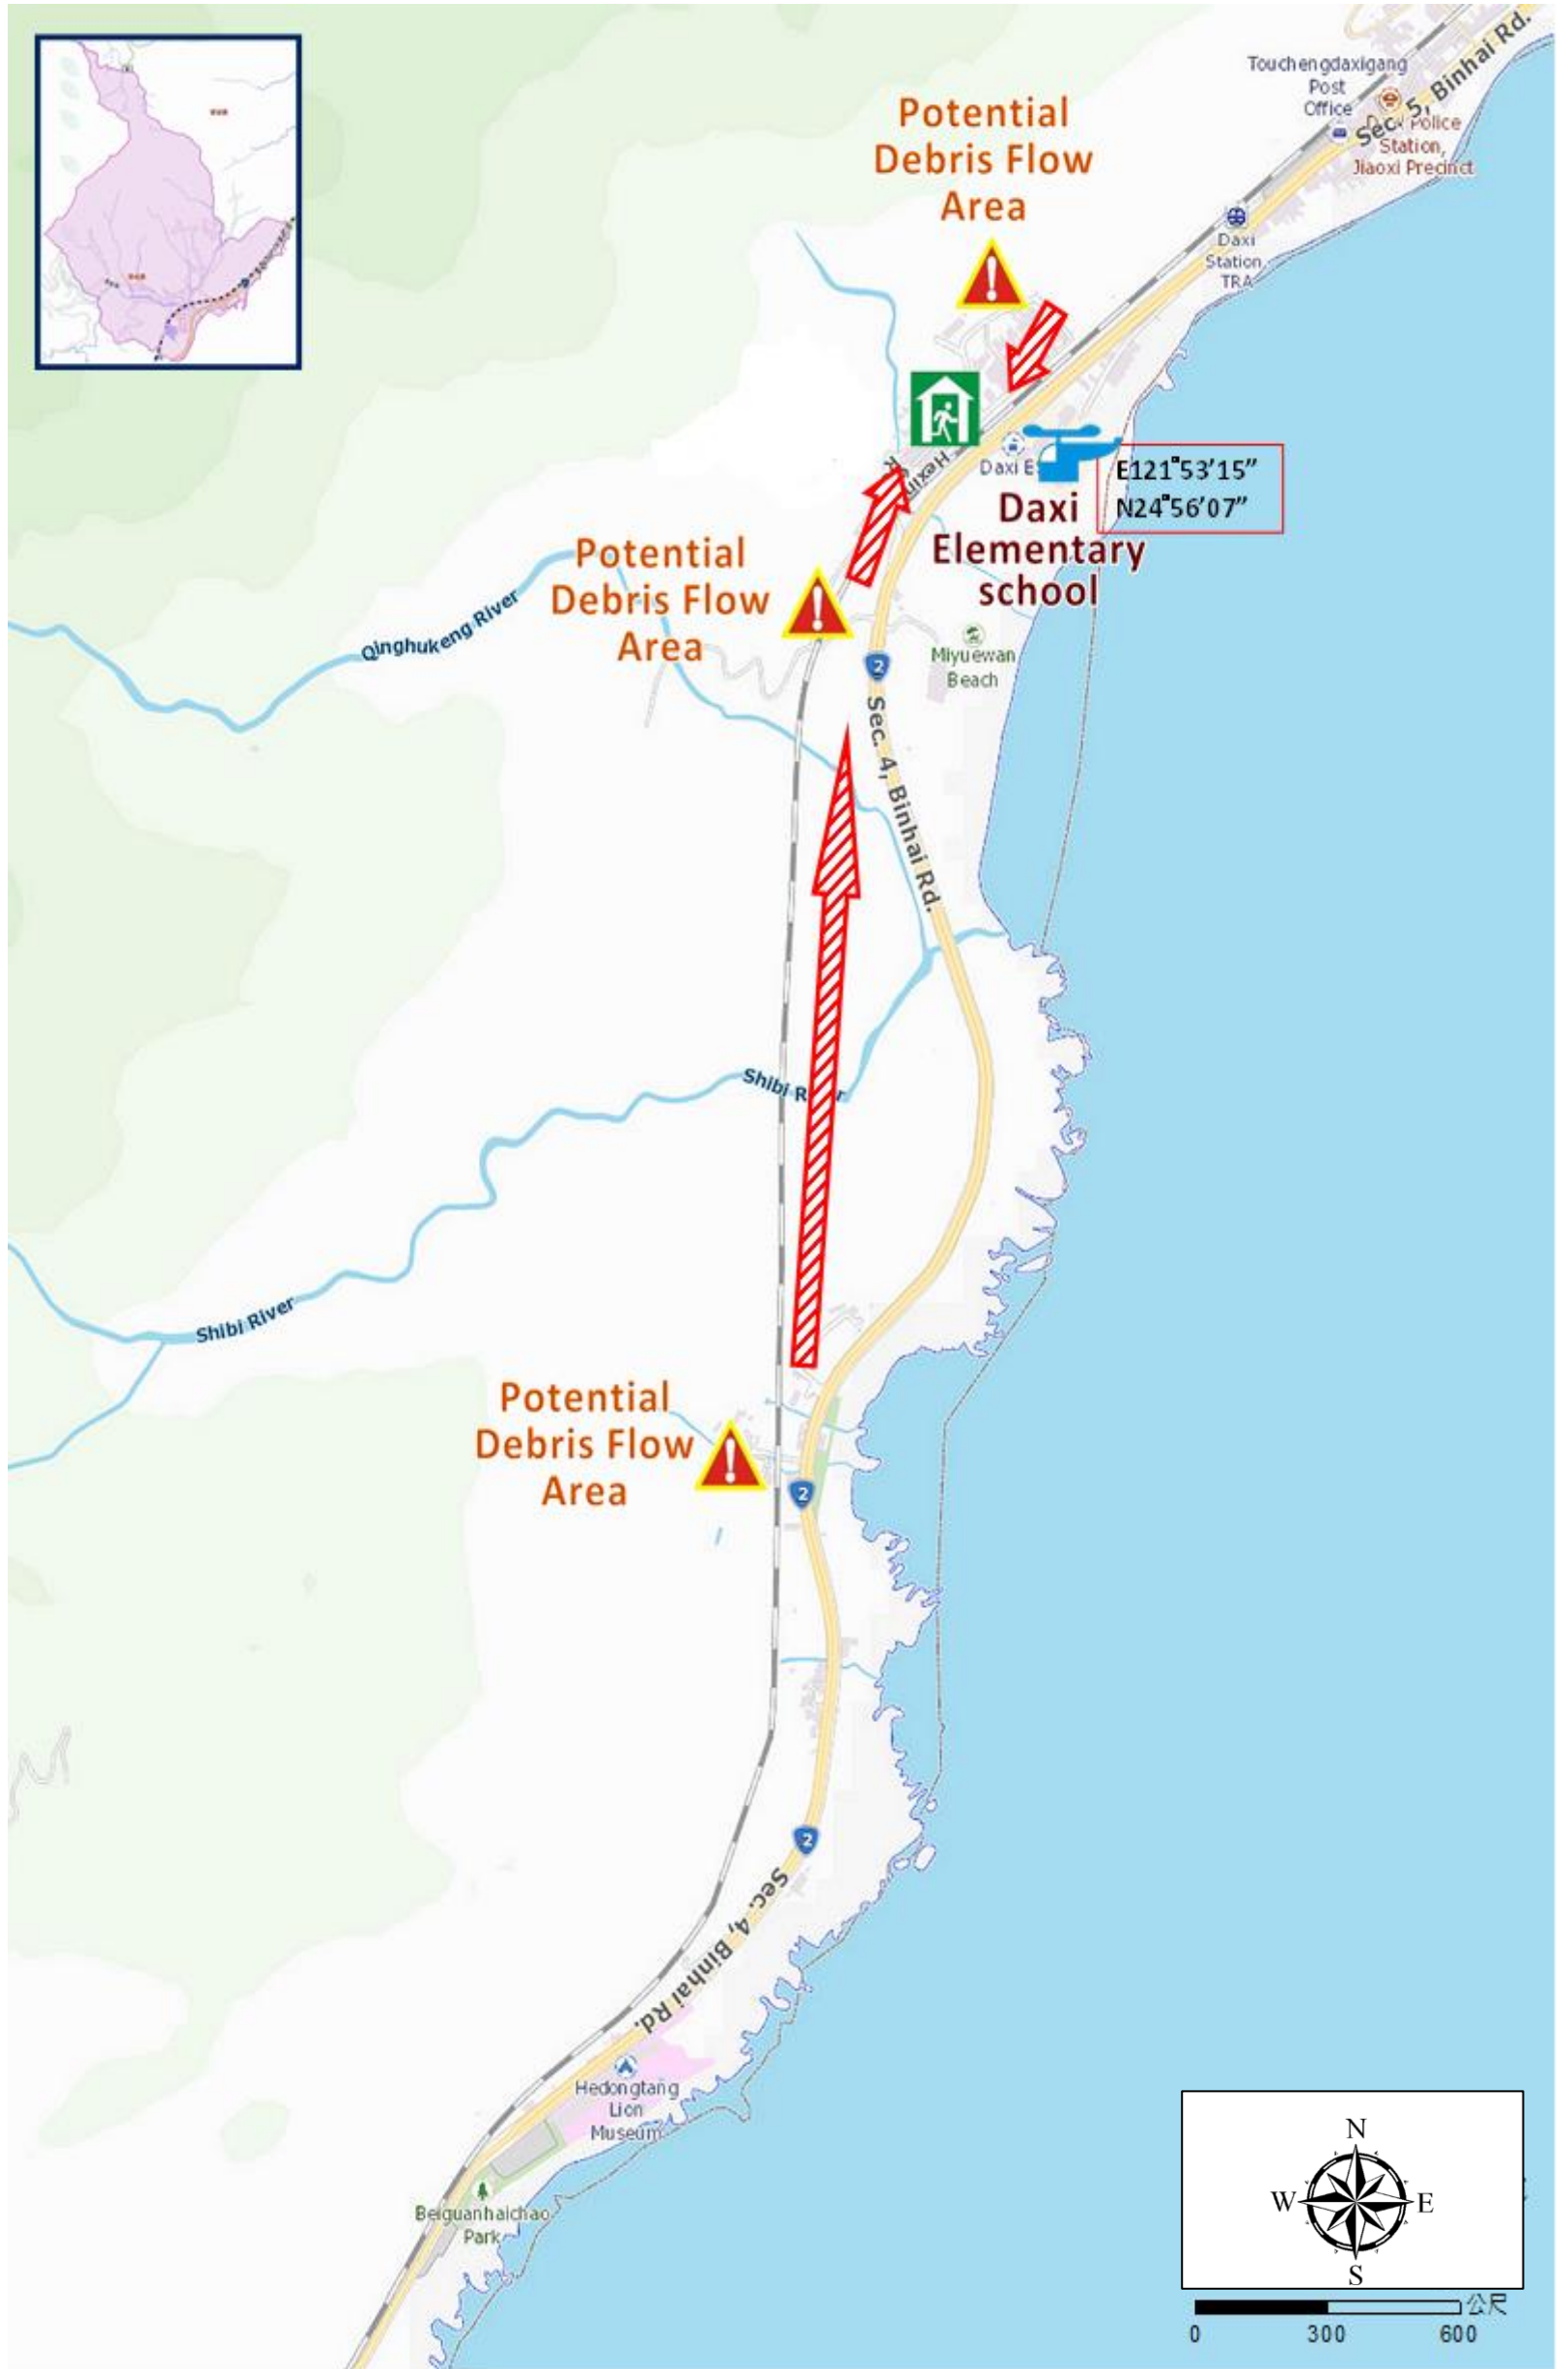 Touchengdaxigang
Post
Office
Sec. 5, Binhai Rd.
Police
Station,
Jiaoxi Precinct
Potential
Debris Flow
Area
Daxi
Station,
TRA
Daxi
E121°53’15”
N24°56’07”
Daxi
Elementary
school
Potential
Debris Flow
Area
Qinghukeng River
Miyuewan
Beach
2
Sec. 4, Binhai Rd.
Shibi
Shibi River
Potential
Debris Flow
Area
2
2
Sec. 4, Binhai Rd.
Hedongtang
Lion
Museum
Beiguanhaichao
Park
N
W
E
S
公尺
0
300
600